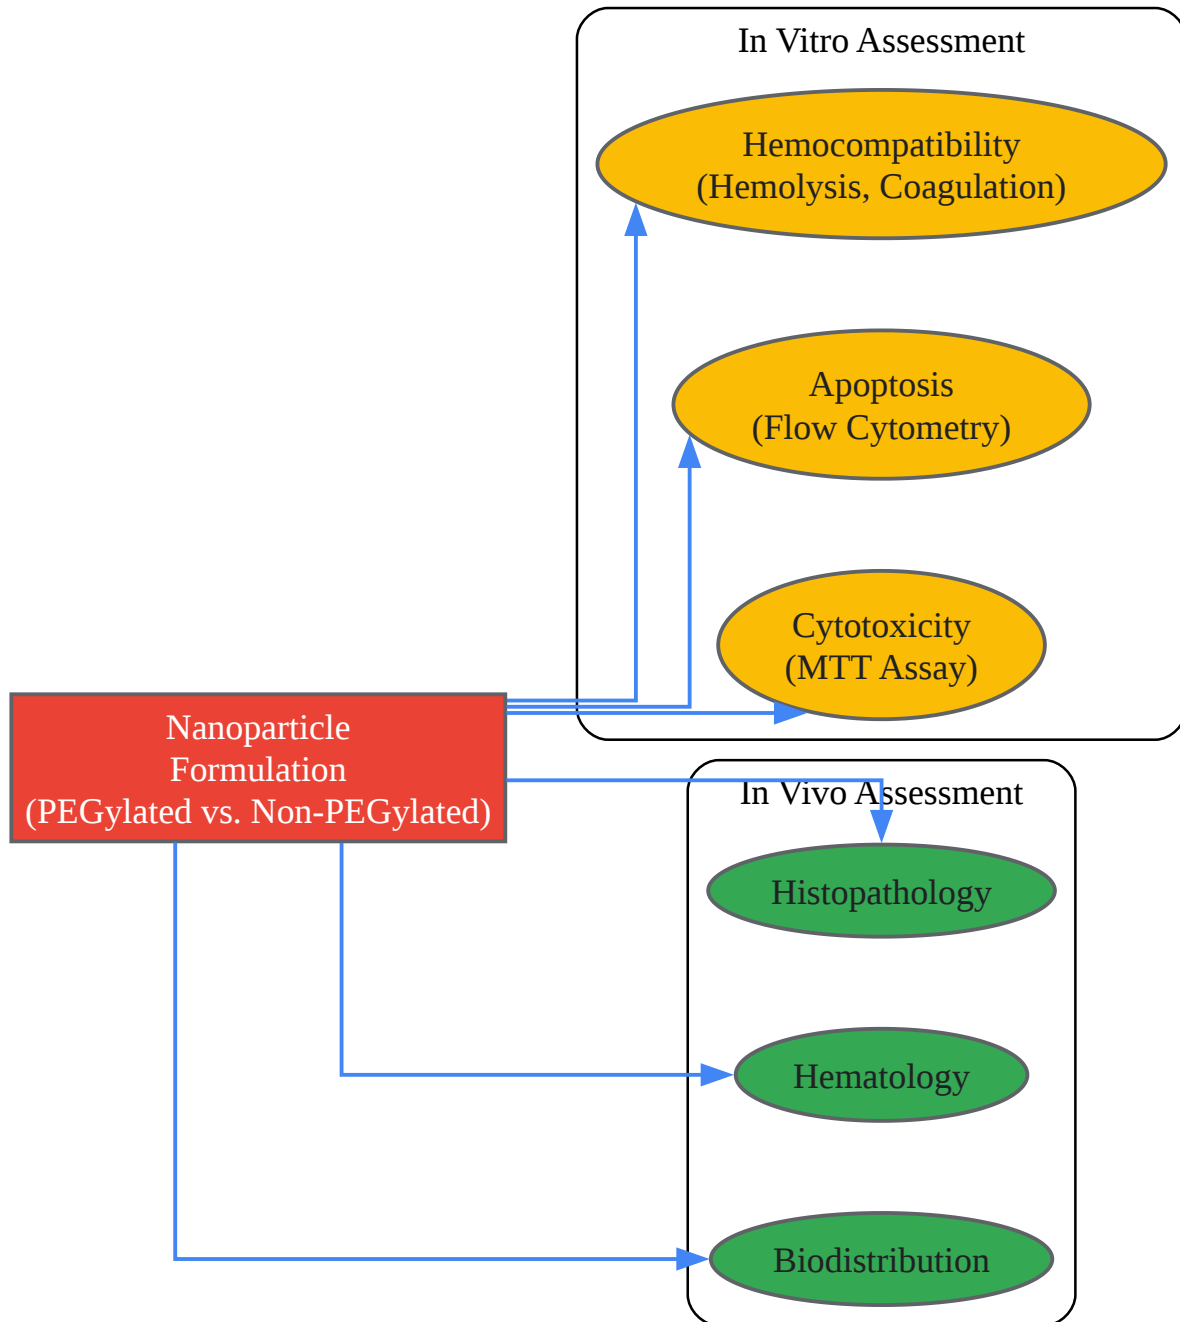 In Vitro Assessment
Hemocompatibility
(Hemolysis, Coagulation)
Apoptosis
(Flow Cytometry)
Cytotoxicity
(MTT Assay)
Nanoparticle
Formulation
(PEGylated vs. Non-PEGylated)
In Vivo Assessment
Histopathology
Hematology
Biodistribution